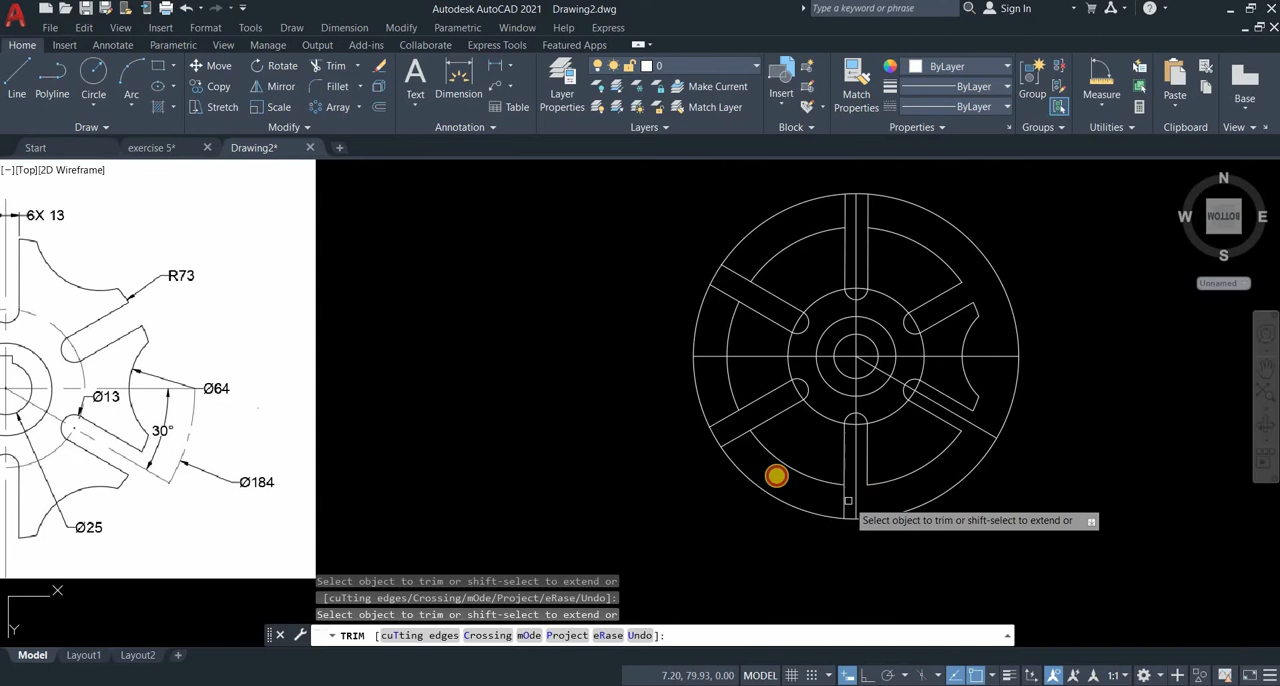 Autodesk AutoCAD 2021 Drawing2.dwg
Type a keyword or phrase
Sign In
File Edit View Insert Format Tools Draw Dimension Modify Parametric Window Help Express
Home Insert Annotate Parametric View Manage Output Add-ins Collaborate Express Tools Featured Apps
Move Rotate Trim 0 ByLayer
Copy Mirror Fillet Make Current ByLayer
Stretch Scale Array Table Match Layer ByLayer
Line Polyline Circle Arc Text Dimension Layer Properties Insert Match Properties Group Measure Paste Base
Draw Modify Annotation Layers Block Properties Groups Utilities Clipboard View
Start exercise 5* Drawing2*
[−][Top][2D Wireframe]
6X 13
R73
Ø64
Ø13
30°
Ø184
Ø25
N
W BOTTOM E
S
Unnamed
Select object to trim or shift-select to extend or
Select object to trim or shift-select to extend or
[cuTting edges/Crossing/mOde/Project/eRase/Undo]:
Select object to trim or shift-select to extend or
X
Y
TRIM [cuTting edges Crossing mOde Project eRase Undo]:
Model Layout1 Layout2
7.20, 79.93, 0.00 MODEL 1:1